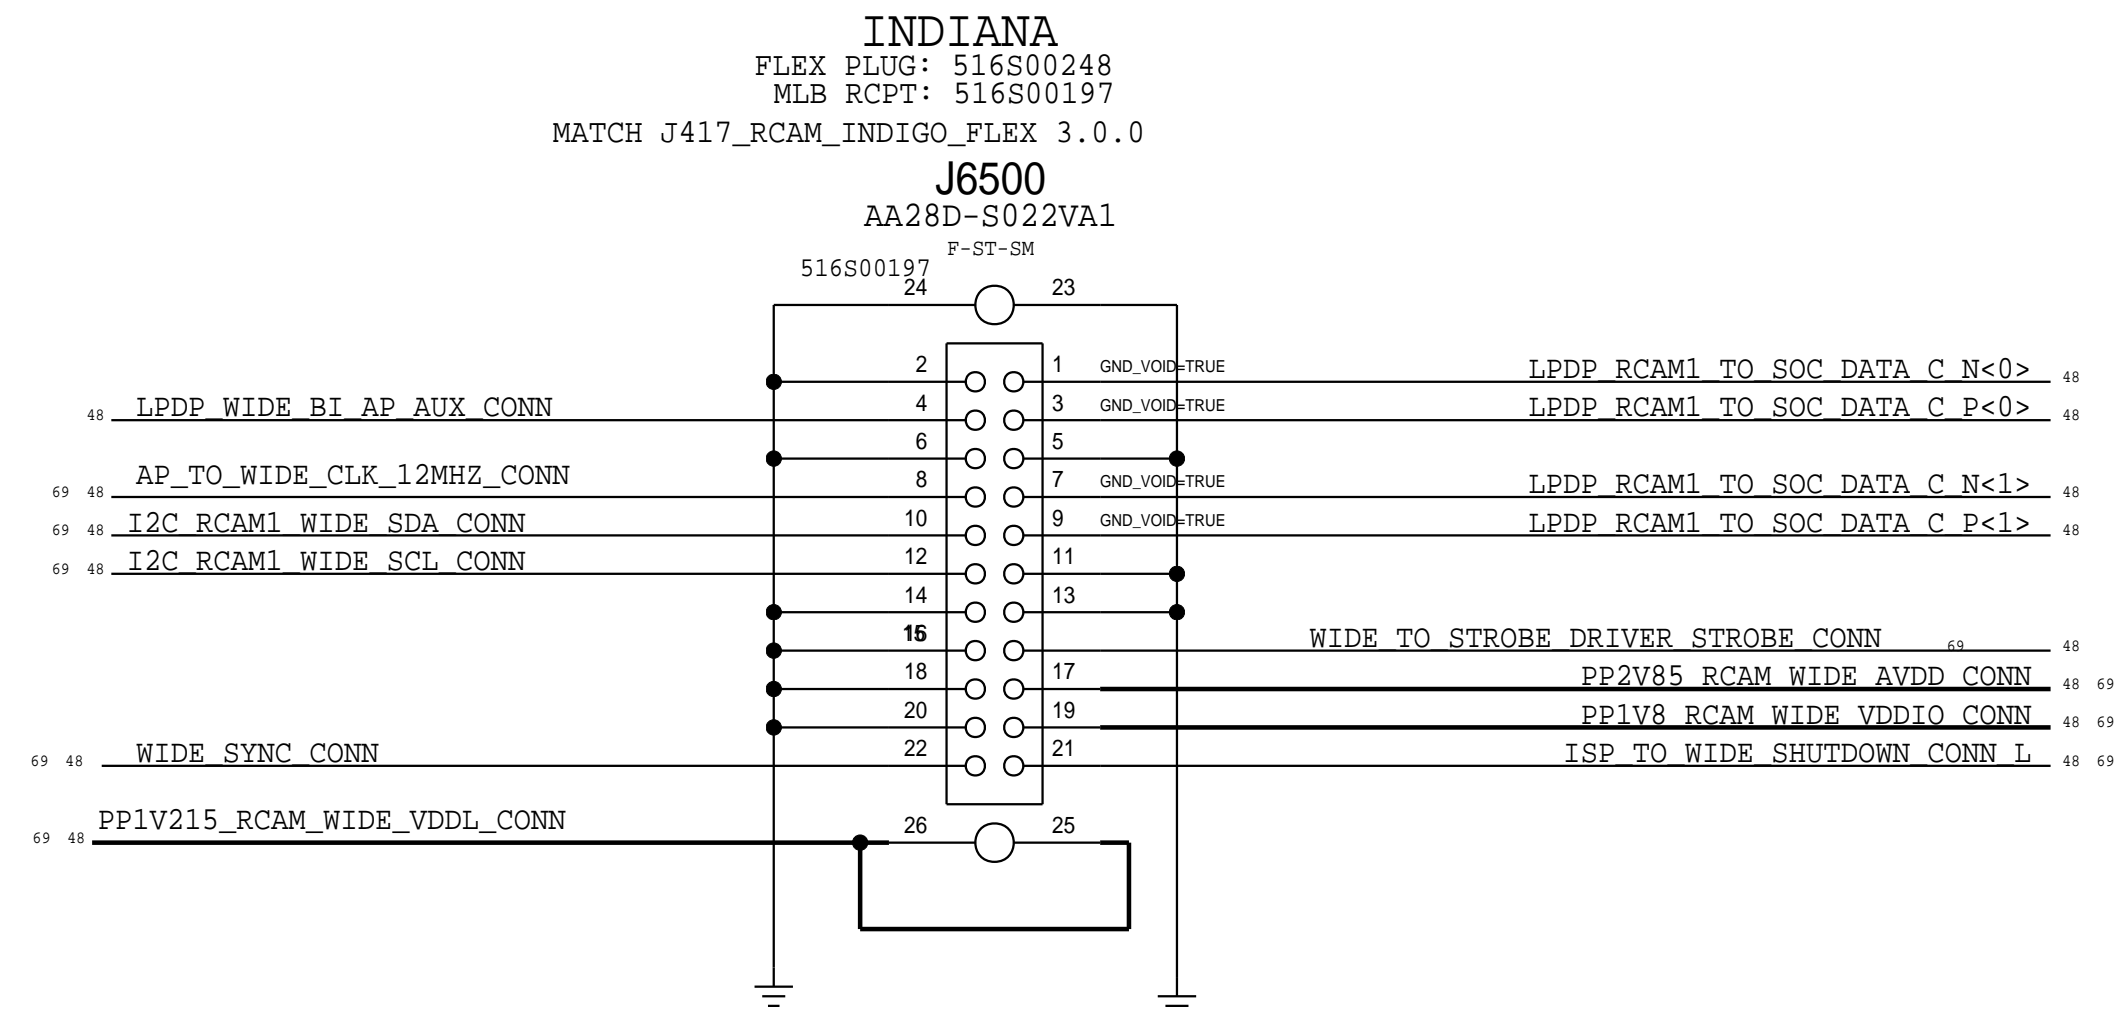 INDIANA
FLEX PLUG: 516S00248
MLB RCPT: 516S00197
MATCH J417_RCAM_INDIGO_FLEX 3.0.0
J6500
AA28D-S022VA1
F-ST-SM
516S00197
24 23
2 1 GND_VOID=TRUE LPDP_RCAM1_TO_SOC_DATA_C_N<0> 48
48 LPDP_WIDE_BI_AP_AUX_CONN 4 3 GND_VOID=TRUE LPDP_RCAM1_TO_SOC_DATA_C_P<0> 48
6 5
69 48 AP_TO_WIDE_CLK_12MHZ_CONN 8 7 GND_VOID=TRUE LPDP_RCAM1_TO_SOC_DATA_C_N<1> 48
69 48 I2C_RCAM1_WIDE_SDA_CONN 10 9 GND_VOID=TRUE LPDP_RCAM1_TO_SOC_DATA_C_P<1> 48
69 48 I2C_RCAM1_WIDE_SCL_CONN 12 11
14 13
16 15 WIDE_TO_STROBE_DRIVER_STROBE_CONN 69 48
18 17 PP2V85_RCAM_WIDE_AVDD_CONN 48 69
20 19 PP1V8_RCAM_WIDE_VDDIO_CONN 48 69
69 48 WIDE_SYNC_CONN 22 21 ISP_TO_WIDE_SHUTDOWN_CONN_L 48 69
69 48 PP1V215_RCAM_WIDE_VDDL_CONN 26 25